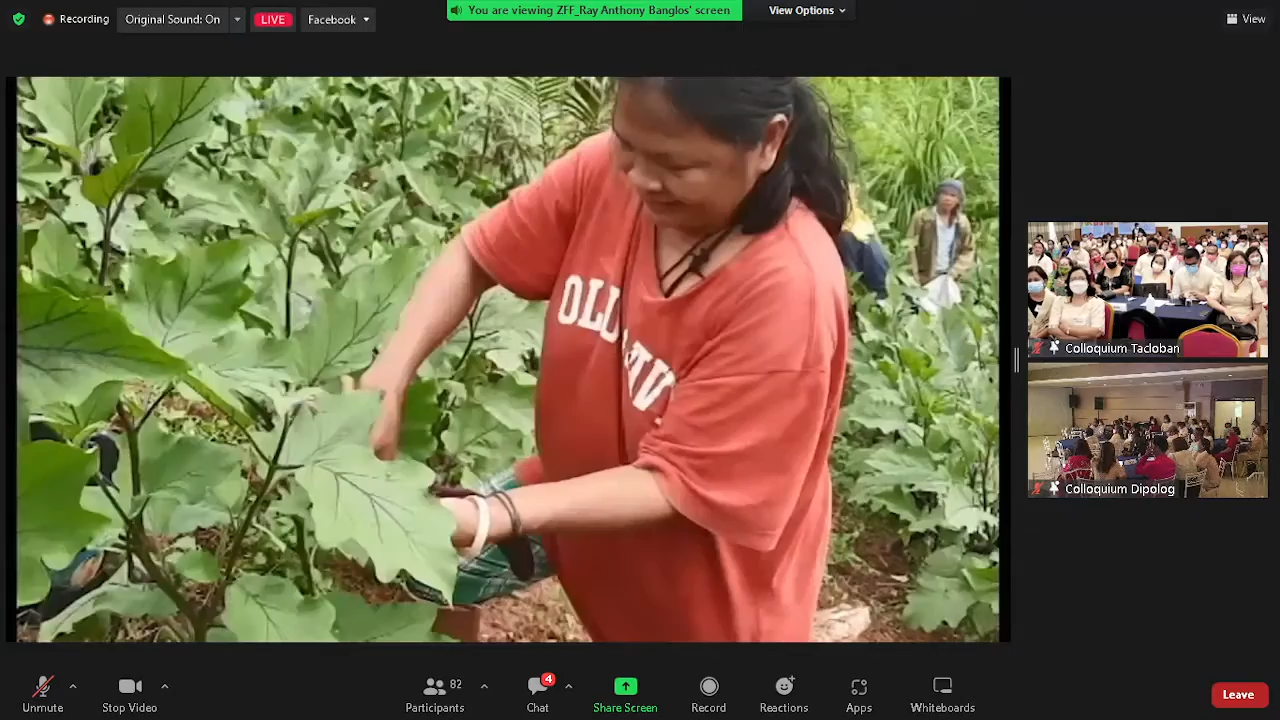 Recording
Original Sound: On
LIVE
Facebook
You are viewing ZFF_Ray Anthony Banglos' screen
View Options
View
OLD
Colloquium Tacloban
Colloquium Dipolog
Unmute
Stop Video
82
Participants
4
Chat
Share Screen
Record
Reactions
Apps
Whiteboards
Leave